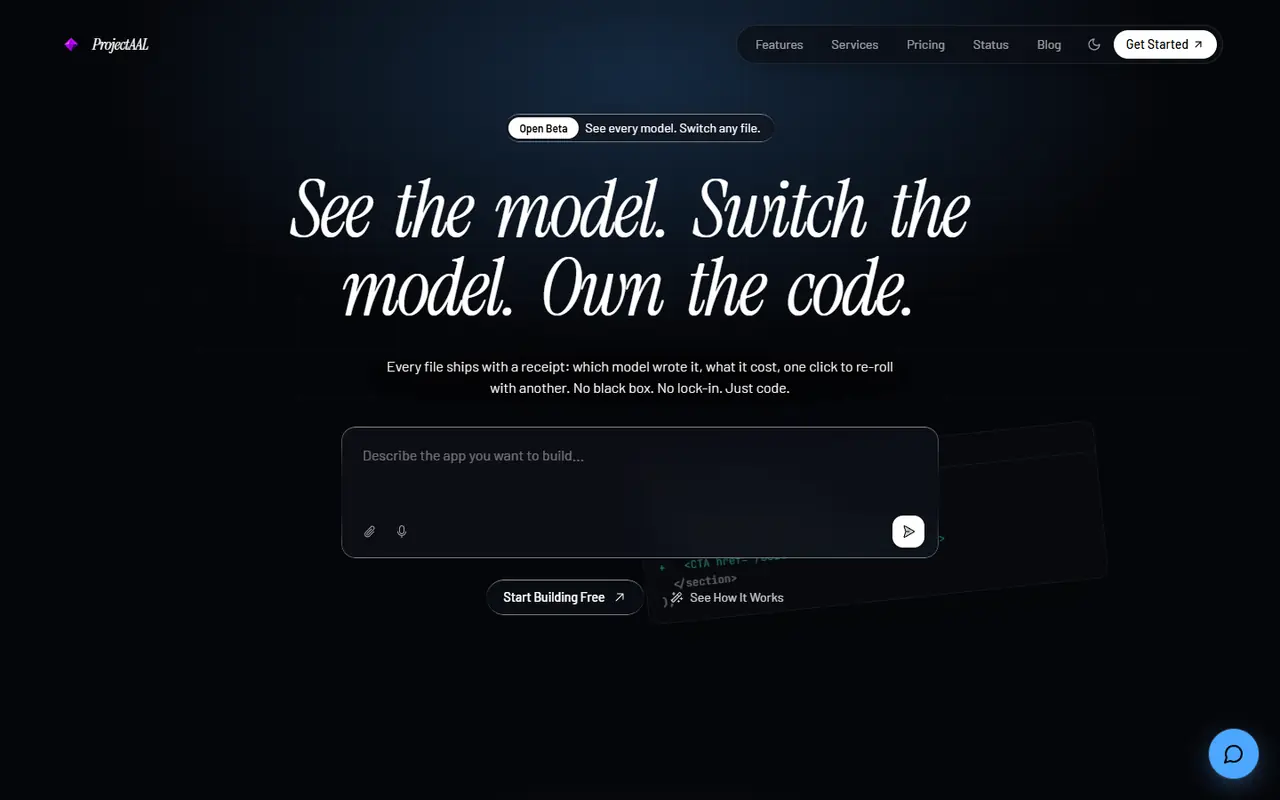 ProjectAAL
Features Services Pricing Status Blog Get Started
Open Beta See every model. Switch any file.
See the model. Switch the
model. Own the code.
Every file ships with a receipt: which model wrote it, what it cost, one click to re-roll
with another. No black box. No lock-in. Just code.
Describe the app you want to build...
+ <CTA href=
</section>
);
Start Building Free See How It Works